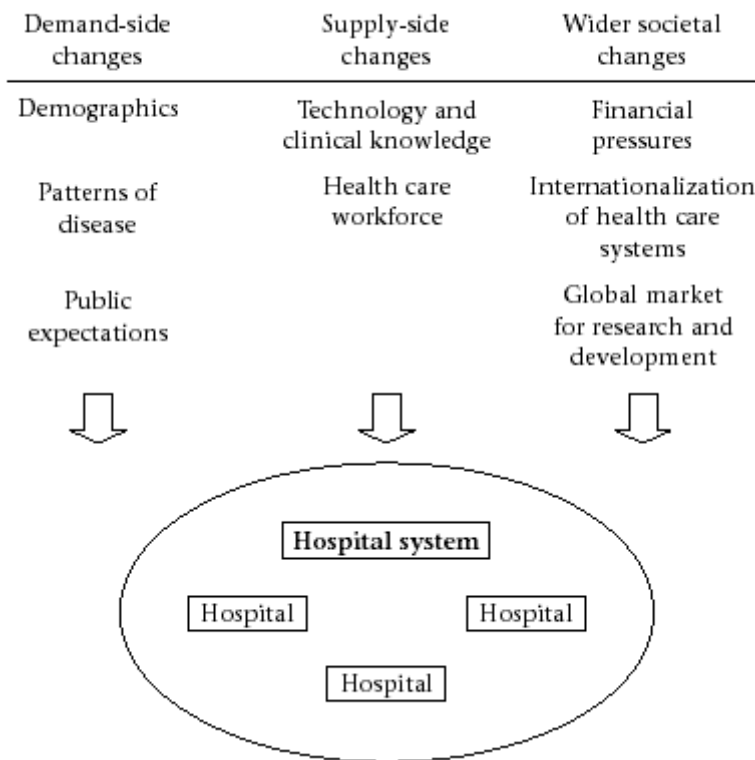 Demand-side
changes
Supply-side
changes
Wider societal
changes
Demographics
Technology and
clinical knowledge
Financial
pressures
Patterns of
disease
Health care
workforce
Internationalization
of health care
systems
Public
expectations
Global market
for research and
development
Hospital system
Hospital
Hospital
Hospital